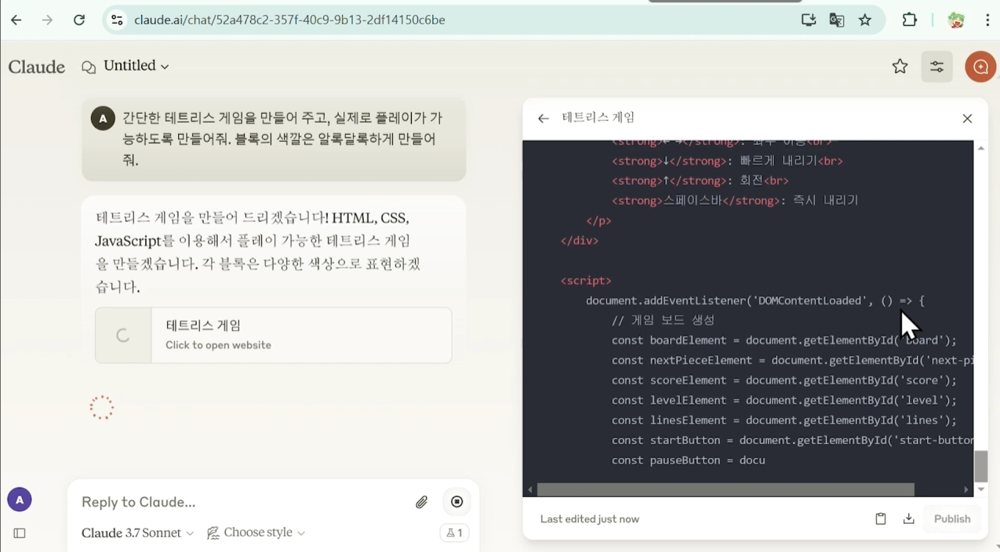 claude.ai/chat/52a478c2-357f-40c9-9b13-2df14150c6be
Claude
Untitled
A
간단한 테트리스 게임을 만들어 주고, 실제로 플레이가 가
능하도록 만들어줘. 블록의 색깔은 알록달록하게 만들어
줘.
테트리스 게임을 만들어 드리겠습니다! HTML, CSS,
JavaScript를 이용해서 플레이 가능한 테트리스 게임
을 만들겠습니다. 각 블록은 다양한 색상으로 표현하겠
습니다.
테트리스 게임
Click to open website
A
Reply to Claude...
Claude 3.7 Sonnet
Choose style
1
테트리스 게임
<strong>← →</strong>: 좌우 이동<br>
<strong>↓</strong>: 빠르게 내리기<br>
<strong>↑</strong>: 회전<br>
<strong>스페이스바</strong>: 즉시 내리기
</p>
</div>
<script>
document.addEventListener('DOMContentLoaded', () => {
// 게임 보드 생성
const boardElement = document.getElementById('board');
const nextPieceElement = document.getElementById('next-pi
const scoreElement = document.getElementById('score');
const levelElement = document.getElementById('level');
const linesElement = document.getElementById('lines');
const startButton = document.getElementById('start-button
const pauseButton = docu
Last edited just now
Publish